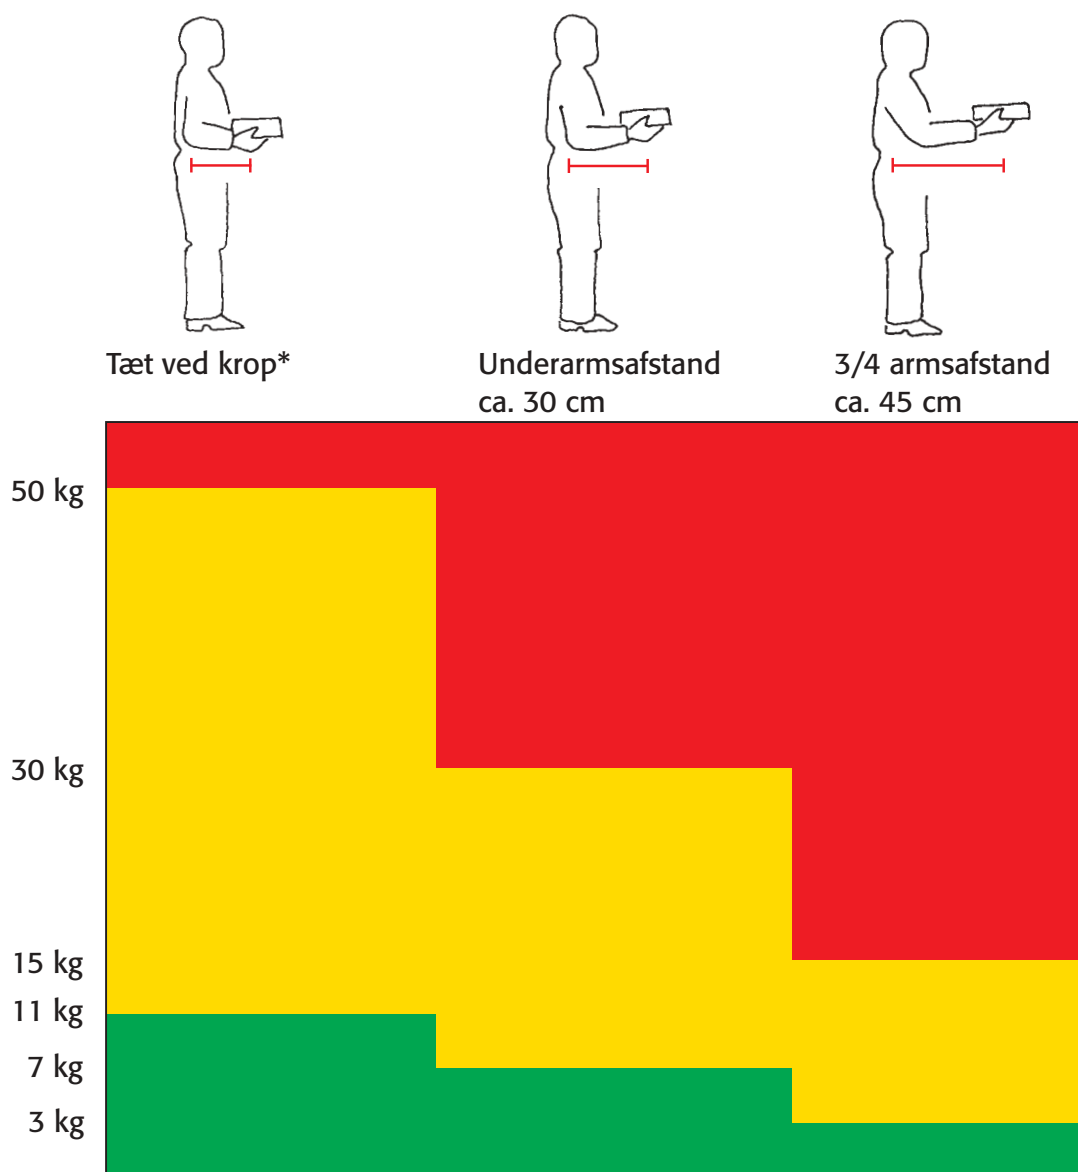 Tæt ved krop*
Underarmsafstand
ca. 30 cm
3/4 armsafstand
ca. 45 cm
50 kg
30 kg
15 kg
11 kg
7 kg
3 kg